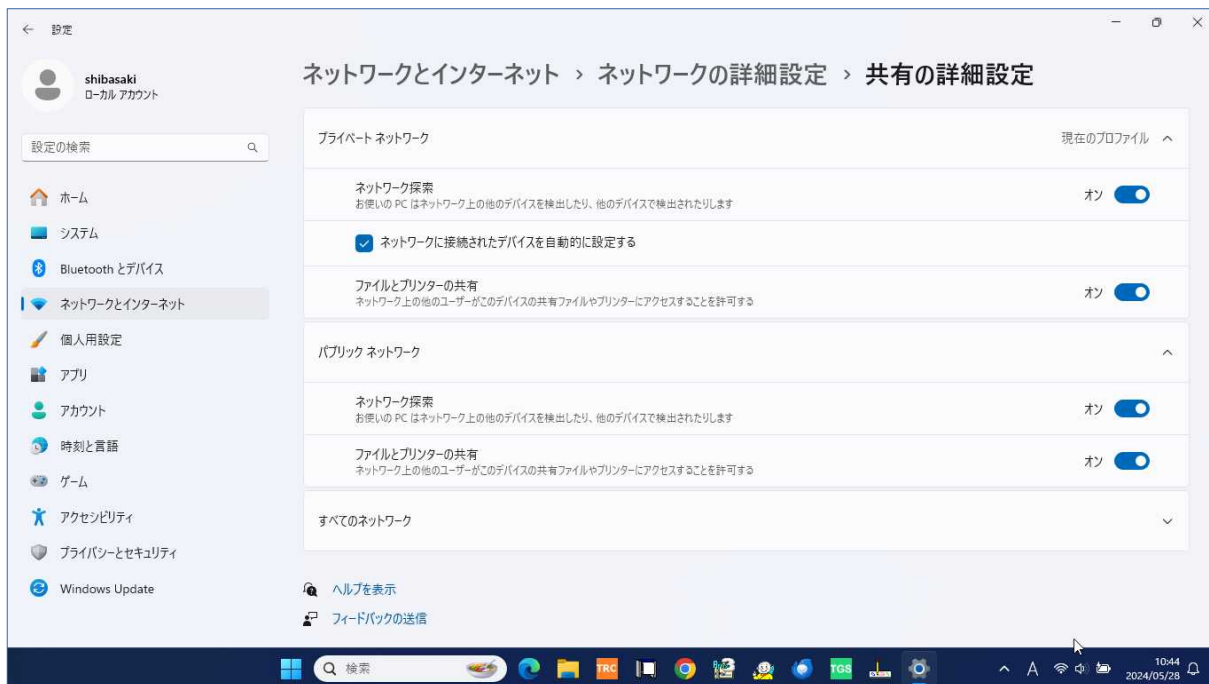 設定
shibasaki
ローカル アカウント
設定の検索
ホーム
システム
Bluetooth とデバイス
ネットワークとインターネット
個人用設定
アプリ
アカウント
時刻と言語
ゲーム
アクセシビリティ
プライバシーとセキュリティ
Windows Update
ネットワークとインターネット › ネットワークの詳細設定 › 共有の詳細設定
プライベート ネットワーク 現在のプロファイル
ネットワーク探索
お使いの PC はネットワーク上の他のデバイスを検出したり、他のデバイスで検出されたりします
オン
ネットワークに接続されたデバイスを自動的に設定する
ファイルとプリンターの共有
ネットワーク上の他のユーザーがこのデバイスの共有ファイルやプリンターにアクセスすることを許可する
オン
パブリック ネットワーク
ネットワーク探索
お使いの PC はネットワーク上の他のデバイスを検出したり、他のデバイスで検出されたりします
オン
ファイルとプリンターの共有
ネットワーク上の他のユーザーがこのデバイスの共有ファイルやプリンターにアクセスすることを許可する
オン
すべてのネットワーク
ヘルプを表示
フィードバックの送信
検索
TRC
TGS
A
10:44
2024/05/28